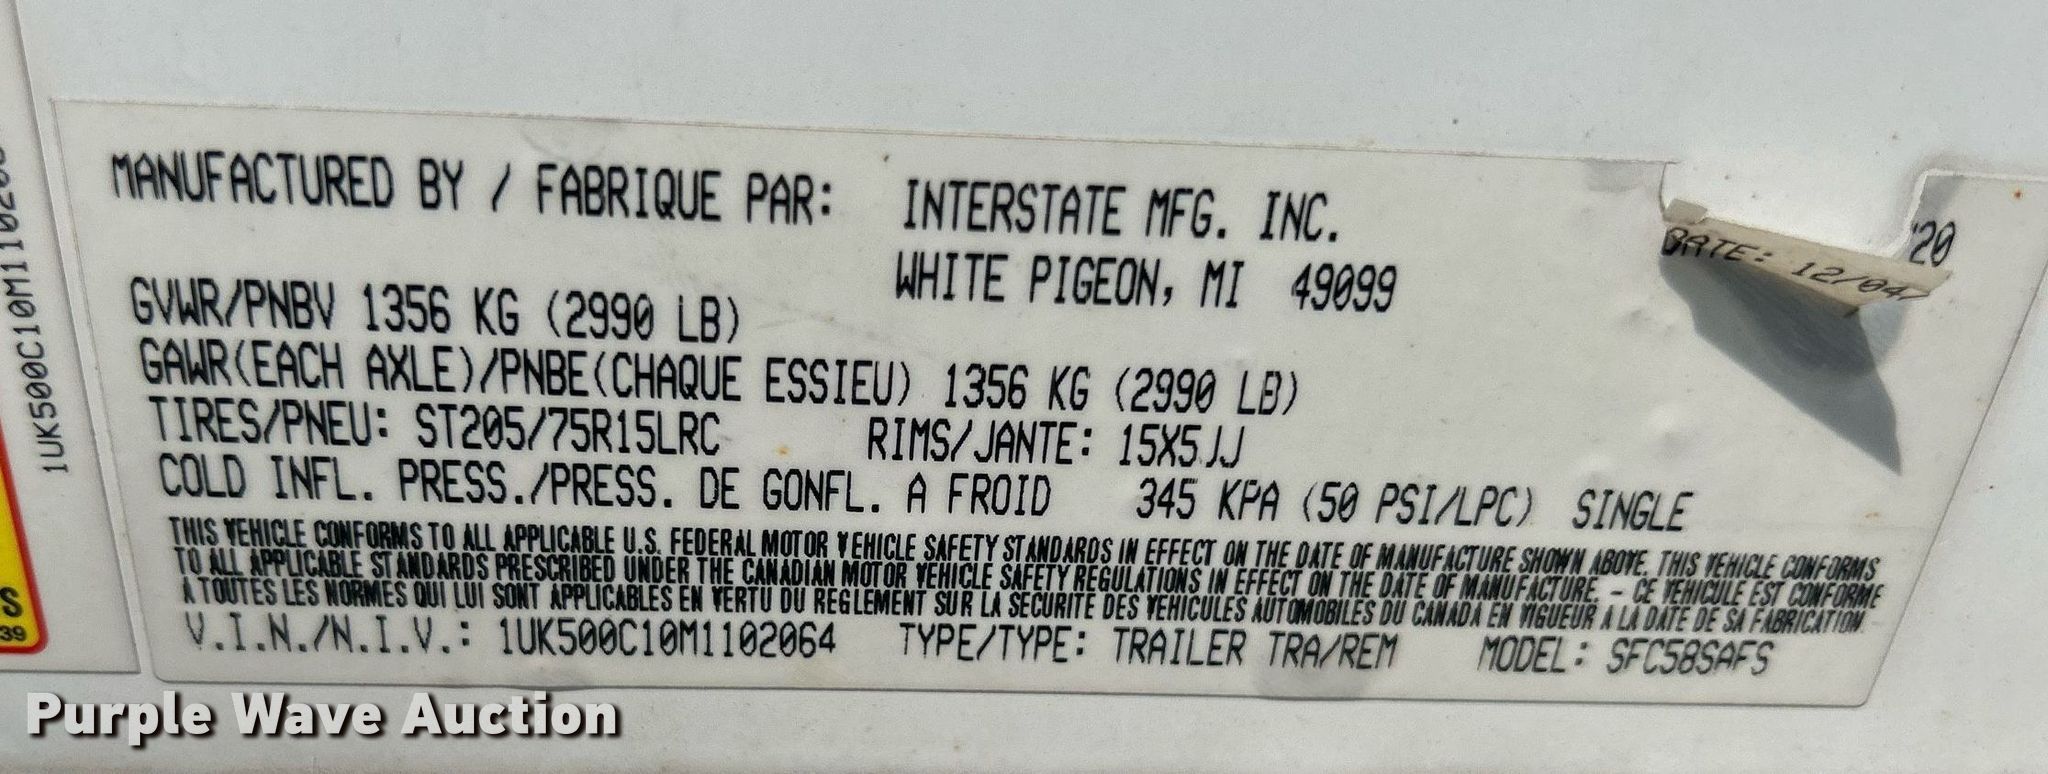 1UK500C10M11020
MANUFACTURED BY / FABRIQUE PAR: INTERSTATE MFG. INC.
WHITE PIGEON, MI 49099
DATE: 12/04/
'20
GVWR/PNBV 1356 KG (2990 LB)
GAWR(EACH AXLE)/PNBE(CHAQUE ESSIEU) 1356 KG (2990 LB)
TIRES/PNEU: ST205/75R15LRC RIMS/JANTE: 15X5JJ
COLD INFL. PRESS./PRESS. DE GONFL. A FROID 345 KPA (50 PSI/LPC) SINGLE
THIS VEHICLE CONFORMS TO ALL APPLICABLE U.S. FEDERAL MOTOR VEHICLE SAFETY STANDARDS IN EFFECT ON THE DATE OF MANUFACTURE SHOWN ABOVE. THIS VEHICLE CONFORMS
TO ALL APPLICABLE STANDARDS PRESCRIBED UNDER THE CANADIAN MOTOR VEHICLE SAFETY REGULATIONS IN EFFECT ON THE DATE OF MANUFACTURE. - CE VEHICULE EST CONFORME
A TOUTES LES NORMES QUI LUI SONT APPLICABLES EN VERTU DU REGLEMENT SUR LA SECURITE DES VEHICULES AUTOMOBILES DU CANADA EN VIGUEUR A LA DATE DE SA FABRICATION.
V.I.N./N.I.V.: 1UK500C10M1102064 TYPE/TYPE: TRAILER TRA/REM MODEL: SFC58SAFS
S
39
Purple Wave Auction